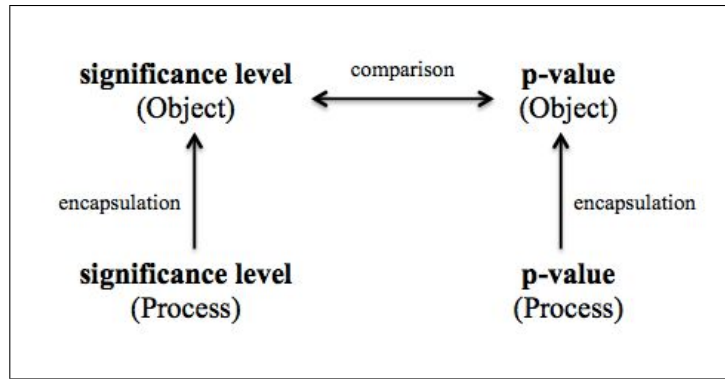 significance level
(Object)
comparison
p-value
(Object)
encapsulation
encapsulation
significance level
(Process)
p-value
(Process)